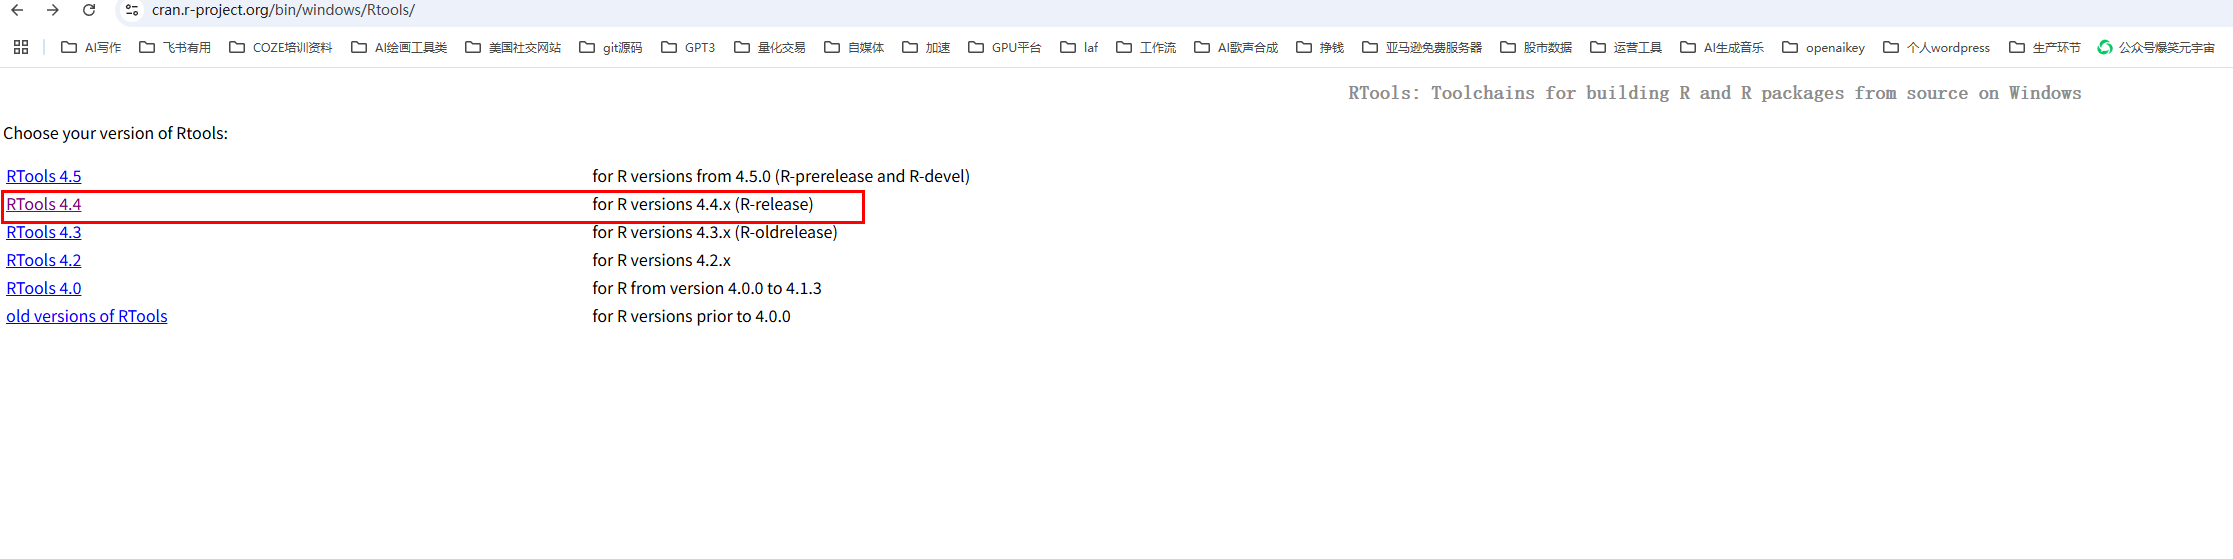 cran.r-project.org/bin/windows/Rtools/
AI写作 飞书有用 COZE培训资料 AI绘画工具类 美国社交网站 git源码 GPT3 量化交易 自媒体 加速 GPU平台 laf 工作流 AI歌声合成 挣钱 亚马逊免费服务器 股市数据 运营工具 AI生成音乐 openaikey 个人wordpress 生产环节 公众号爆笑元宇宙
RTools: Toolchains for building R and R packages from source on Windows
Choose your version of Rtools:
RTools 4.5 for R versions from 4.5.0 (R-prerelease and R-devel)
RTools 4.4 for R versions 4.4.x (R-release)
RTools 4.3 for R versions 4.3.x (R-oldrelease)
RTools 4.2 for R versions 4.2.x
RTools 4.0 for R from version 4.0.0 to 4.1.3
old versions of RTools for R versions prior to 4.0.0